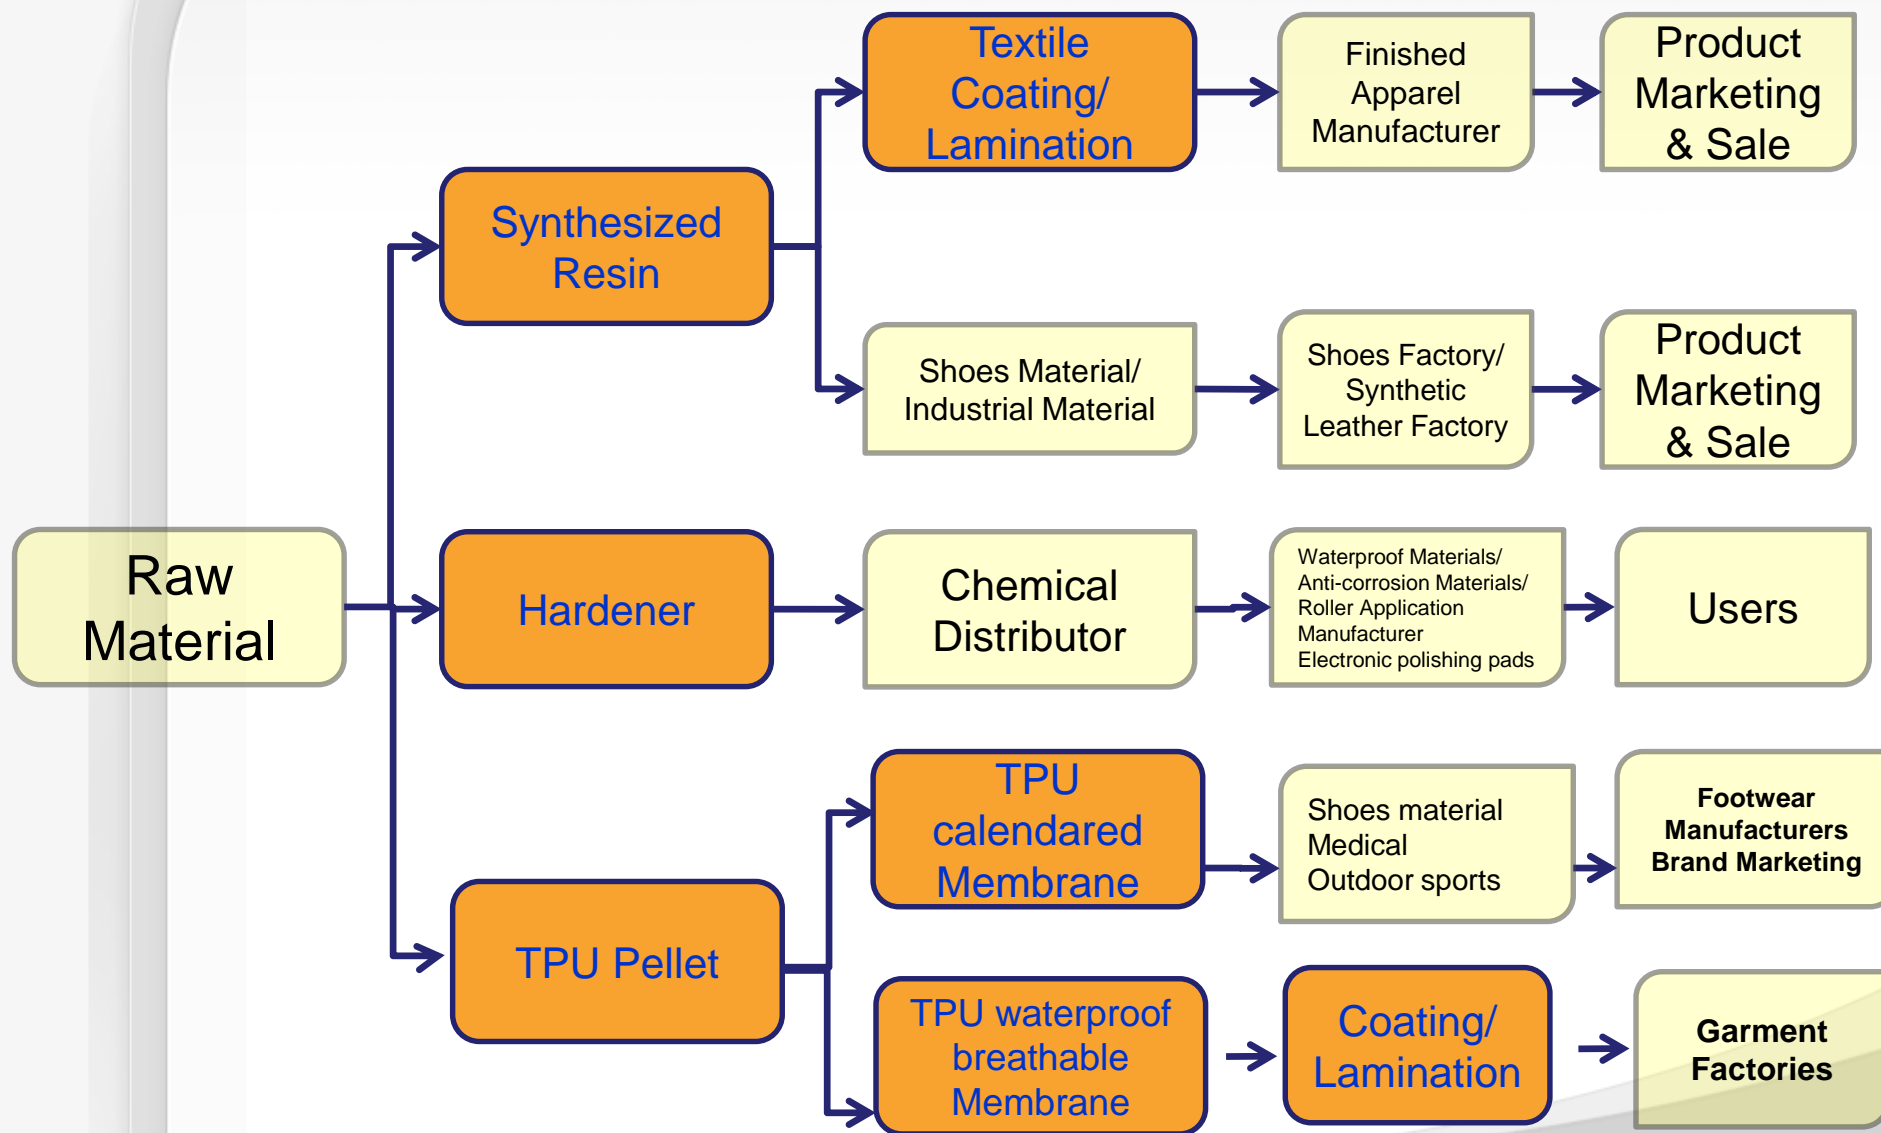 Textile
Coating/
Lamination
Finished
Apparel
Manufacturer
Product
Marketing
& Sale
Synthesized
Resin
Shoes Material/
Industrial Material
Shoes Factory/
Synthetic
Leather Factory
Product
Marketing
& Sale
Raw
Material
Hardener
Chemical
Distributor
Waterproof Materials/
Anti-corrosion Materials/
Roller Application
Manufacturer
Electronic polishing pads
Users
TPU
calendared
Membrane
Shoes material
Medical
Outdoor sports
Footwear
Manufacturers
Brand Marketing
TPU Pellet
TPU waterproof
breathable
Membrane
Coating/
Lamination
Garment
Factories